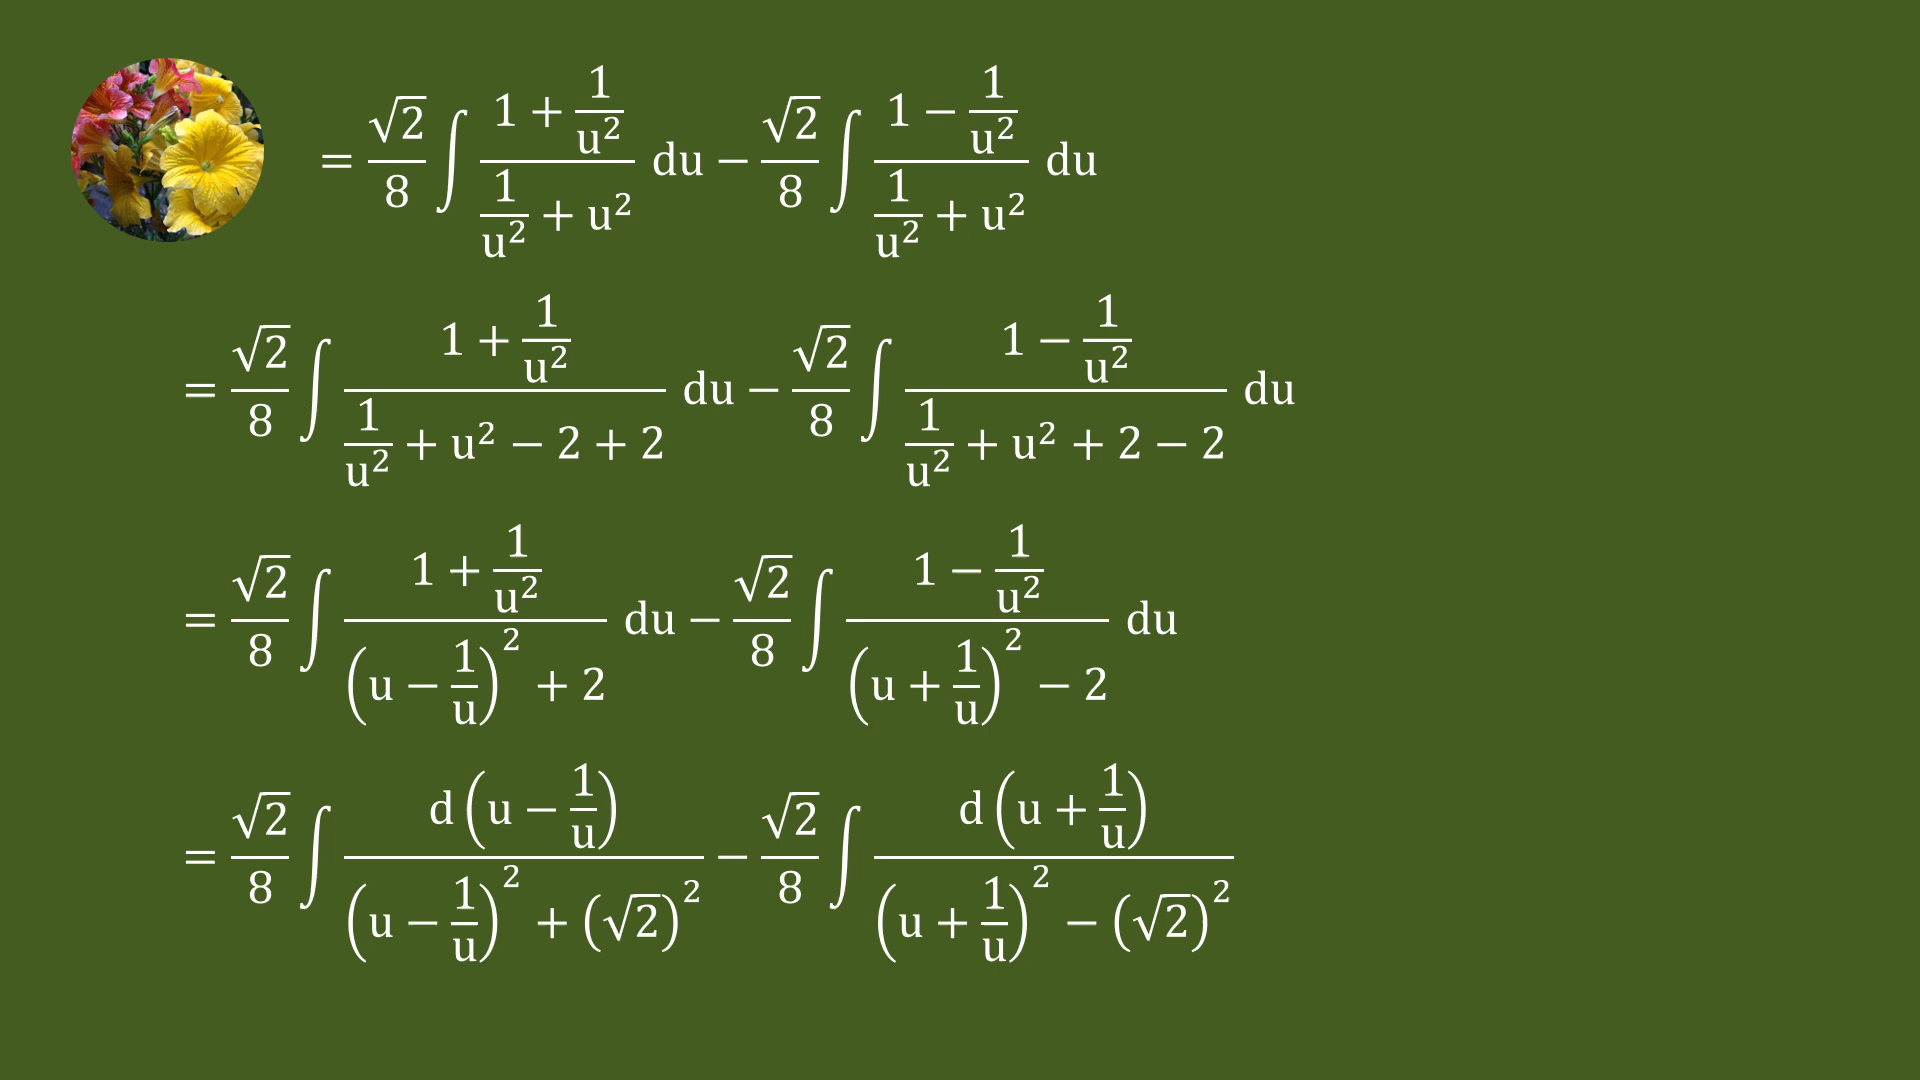 = √2/8 ∫ (1 + 1/u²)/(1/u² + u²) du − √2/8 ∫ (1 − 1/u²)/(1/u² + u²) du
= √2/8 ∫ (1 + 1/u²)/(1/u² + u² − 2 + 2) du − √2/8 ∫ (1 − 1/u²)/(1/u² + u² + 2 − 2) du
= √2/8 ∫ (1 + 1/u²)/((u − 1/u)² + 2) du − √2/8 ∫ (1 − 1/u²)/((u + 1/u)² − 2) du
= √2/8 ∫ d(u − 1/u)/((u − 1/u)² + (√2)²) − √2/8 ∫ d(u + 1/u)/((u + 1/u)² − (√2)²)